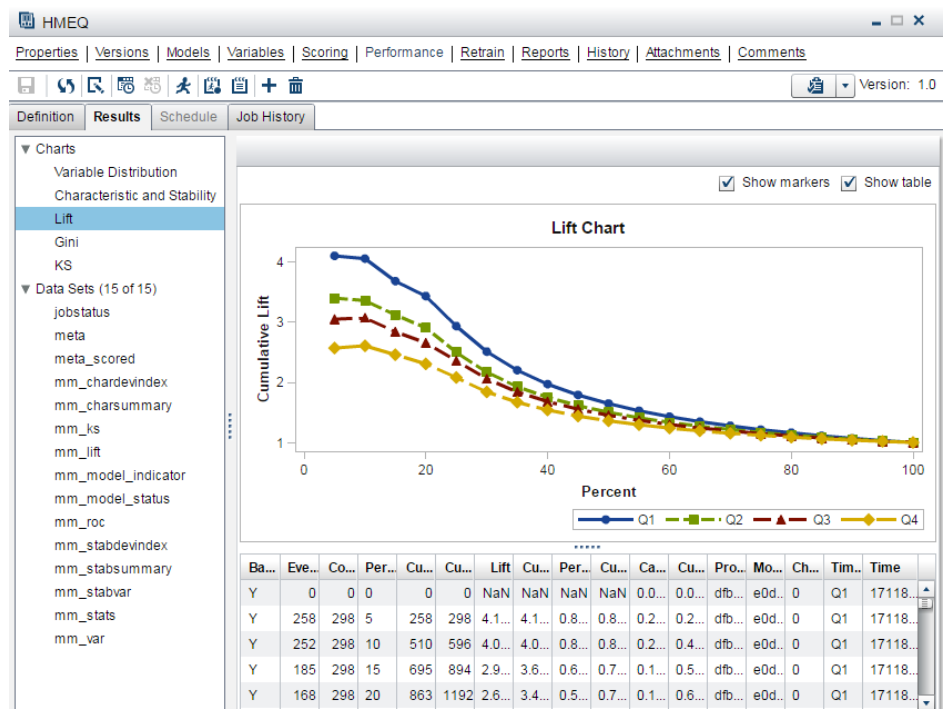 HMEQ
Properties | Versions | Models | Variables | Scoring | Performance | Retrain | Reports | History | Attachments | Comments
Version: 1.0
Definition Results Schedule Job History
Charts
Variable Distribution
Characteristic and Stability
Lift
Gini
KS
Data Sets (15 of 15)
jobstatus
meta
meta_scored
mm_chardevindex
mm_charsummary
mm_ks
mm_lift
mm_model_indicator
mm_model_status
mm_roc
mm_stabdevindex
mm_stabsummary
mm_stabvar
mm_stats
mm_var
Show markers Show table
Lift Chart
Cumulative Lift
4
3
2
1
0 20 40 60 80 100
Percent
Q1 Q2 Q3 Q4
Ba... Eve... Co... Per... Cu... Cu... Lift Cu... Per... Cu... Ca... Cu... Pro... Mo... Ch... Tim... Time
Y 0 0 0 0 0 NaN NaN NaN NaN 0.0... 0.0... dfb... e0d... 0 Q1 17118...
Y 258 298 5 258 298 4.1... 4.1... 0.8... 0.8... 0.2... 0.2... dfb... e0d... 0 Q1 17118...
Y 252 298 10 510 596 4.0... 4.0... 0.8... 0.8... 0.2... 0.4... dfb... e0d... 0 Q1 17118...
Y 185 298 15 695 894 2.9... 3.6... 0.6... 0.7... 0.1... 0.5... dfb... e0d... 0 Q1 17118...
Y 168 298 20 863 1192 2.6... 3.4... 0.5... 0.7... 0.1... 0.6... dfb... e0d... 0 Q1 17118...